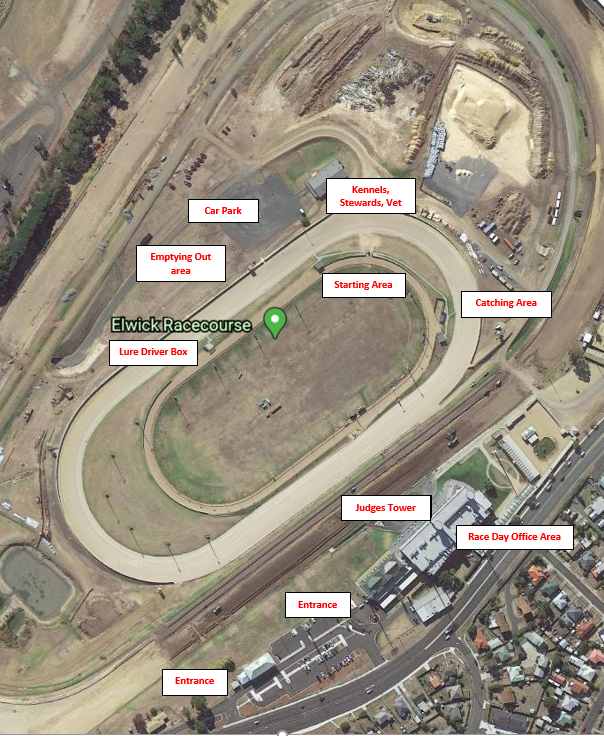 Kennels,
Stewards, Vet
Car Park
Emptying Out
area
Starting Area
Catching Area
Elwick Racecourse
Lure Driver Box
Judges Tower
Race Day Office Area
Entrance
Entrance